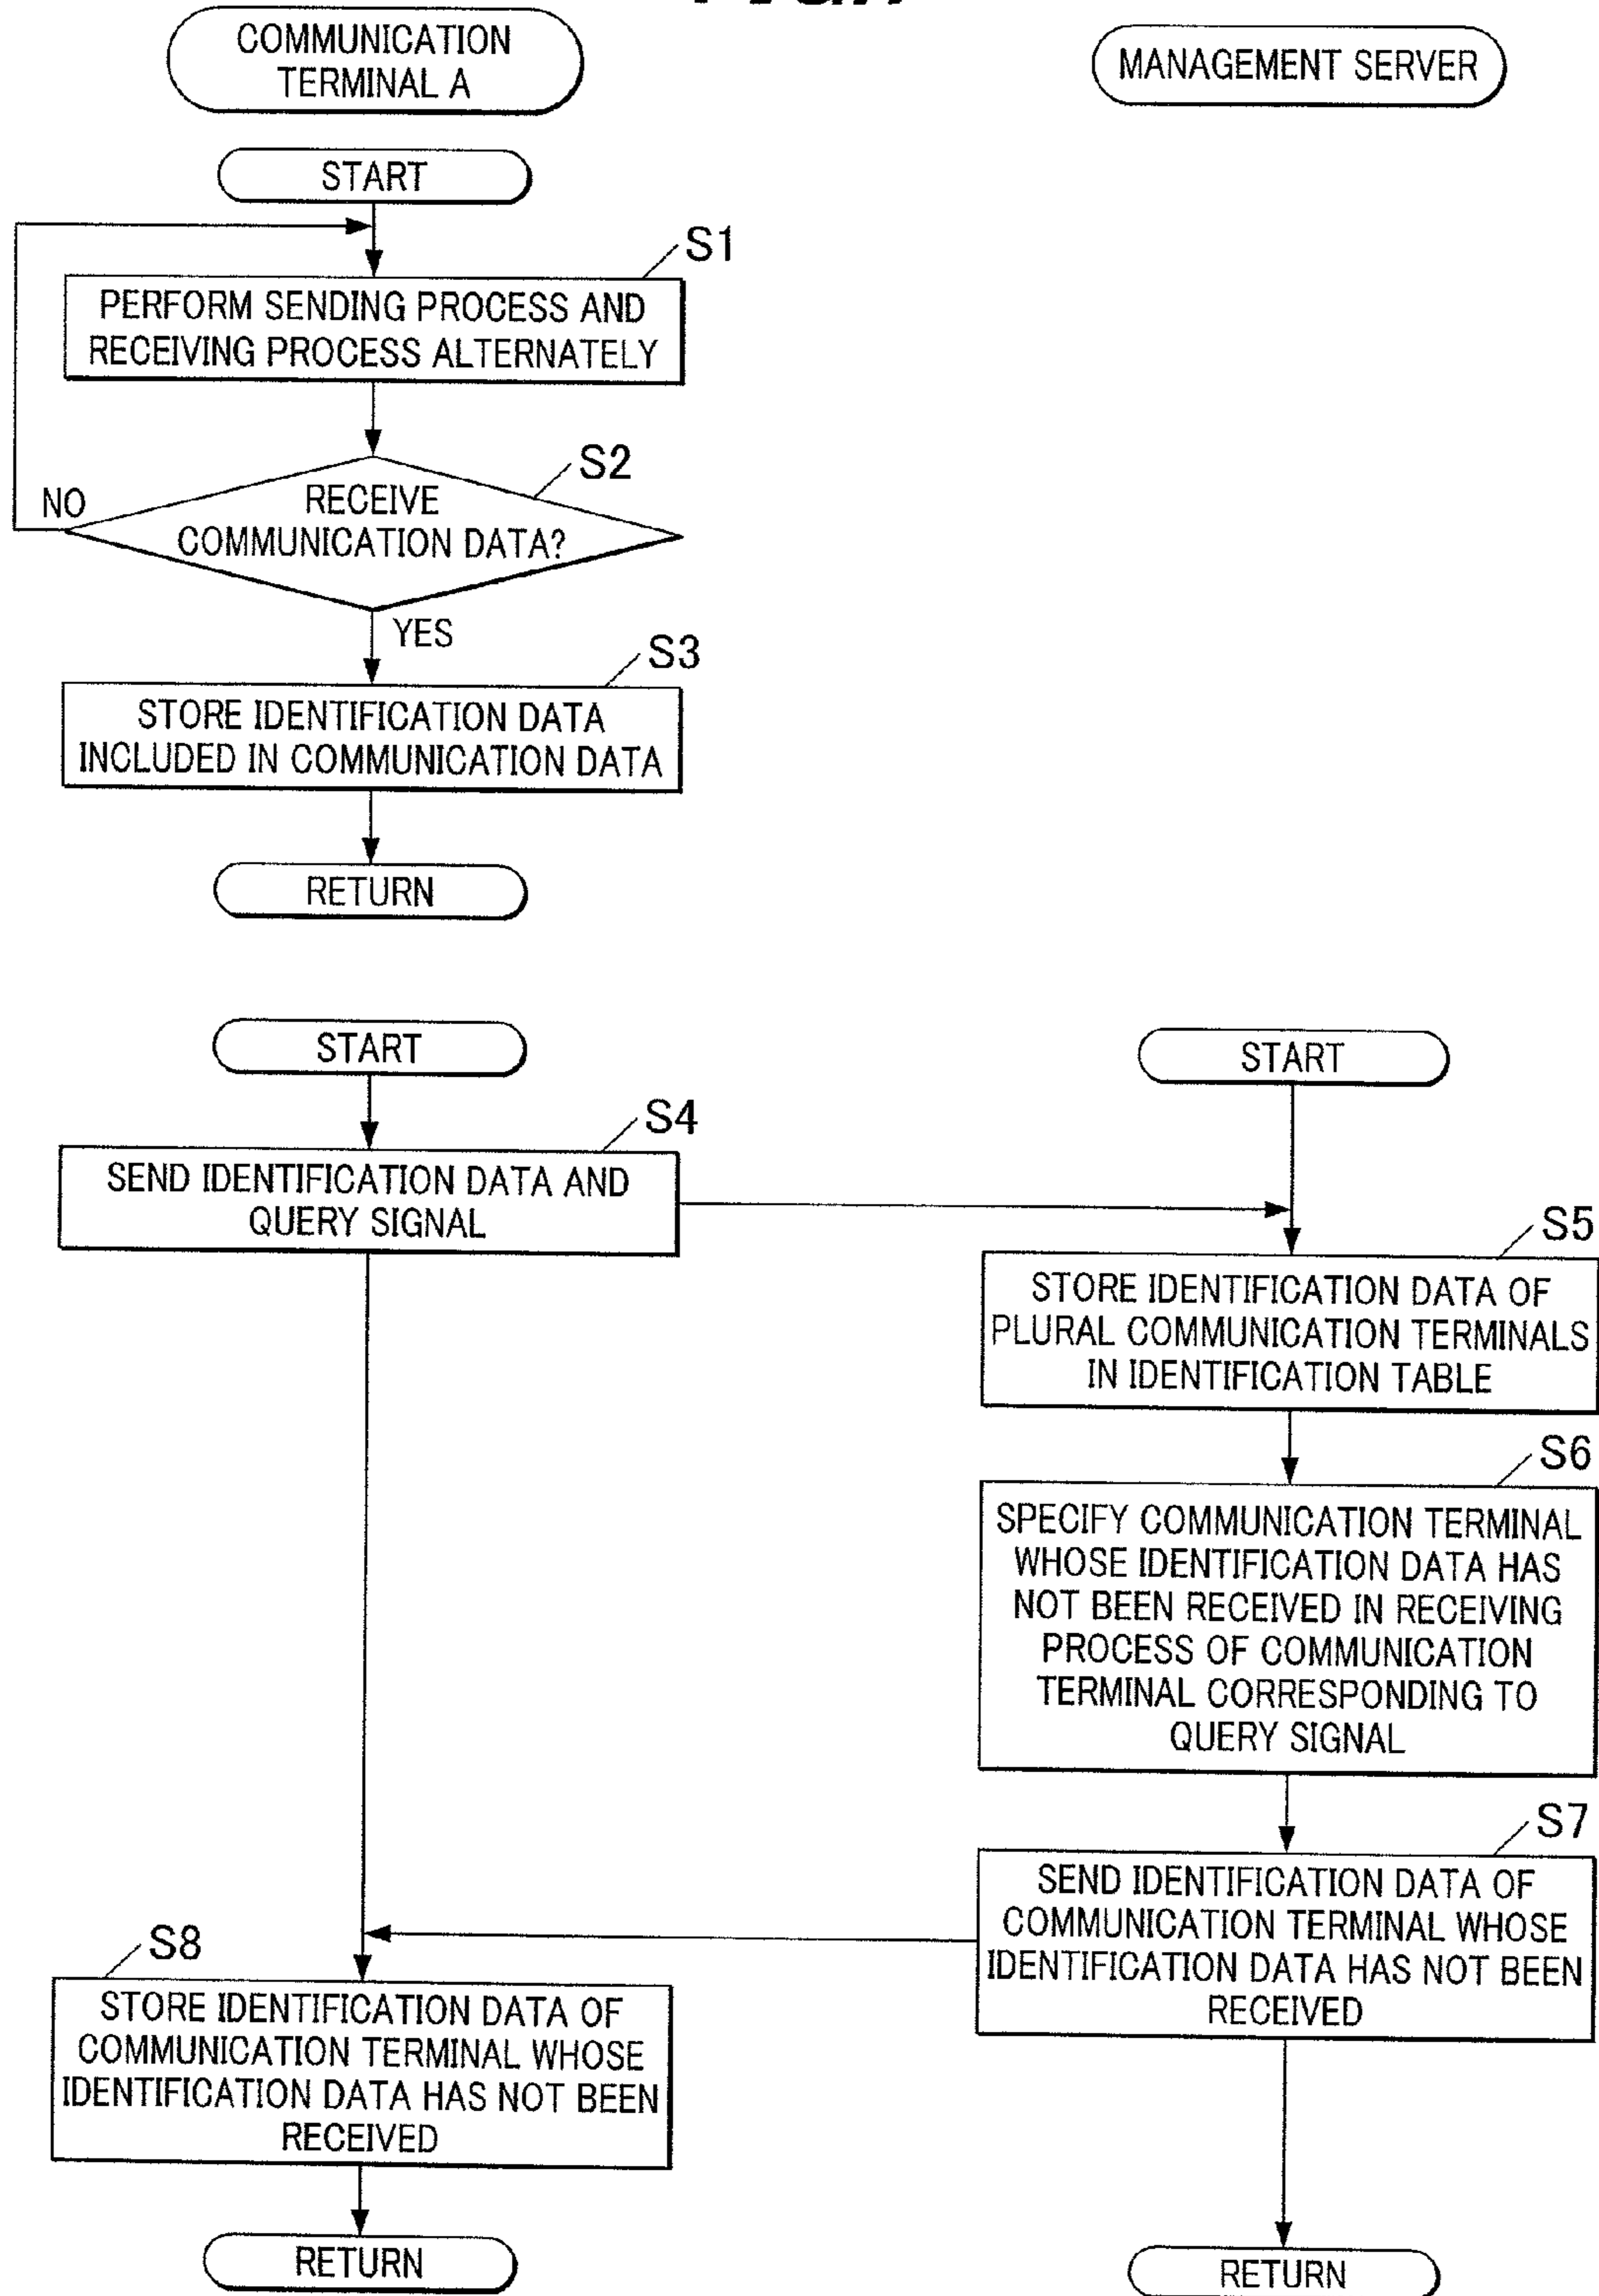 COMMUNICATION
TERMINAL A
MANAGEMENT SERVER
START
S1
PERFORM SENDING PROCESS AND
RECEIVING PROCESS ALTERNATELY
S2
NO
RECEIVE
COMMUNICATION DATA?
YES
S3
STORE IDENTIFICATION DATA
INCLUDED IN COMMUNICATION DATA
RETURN
START
START
S4
SEND IDENTIFICATION DATA AND
QUERY SIGNAL
S5
STORE IDENTIFICATION DATA OF
PLURAL COMMUNICATION TERMINALS
IN IDENTIFICATION TABLE
S6
SPECIFY COMMUNICATION TERMINAL
WHOSE IDENTIFICATION DATA HAS
NOT BEEN RECEIVED IN RECEIVING
PROCESS OF COMMUNICATION
TERMINAL CORRESPONDING TO
QUERY SIGNAL
S7
SEND IDENTIFICATION DATA OF
COMMUNICATION TERMINAL WHOSE
IDENTIFICATION DATA HAS NOT BEEN
RECEIVED
S8
STORE IDENTIFICATION DATA OF
COMMUNICATION TERMINAL WHOSE
IDENTIFICATION DATA HAS NOT BEEN
RECEIVED
RETURN
RETURN